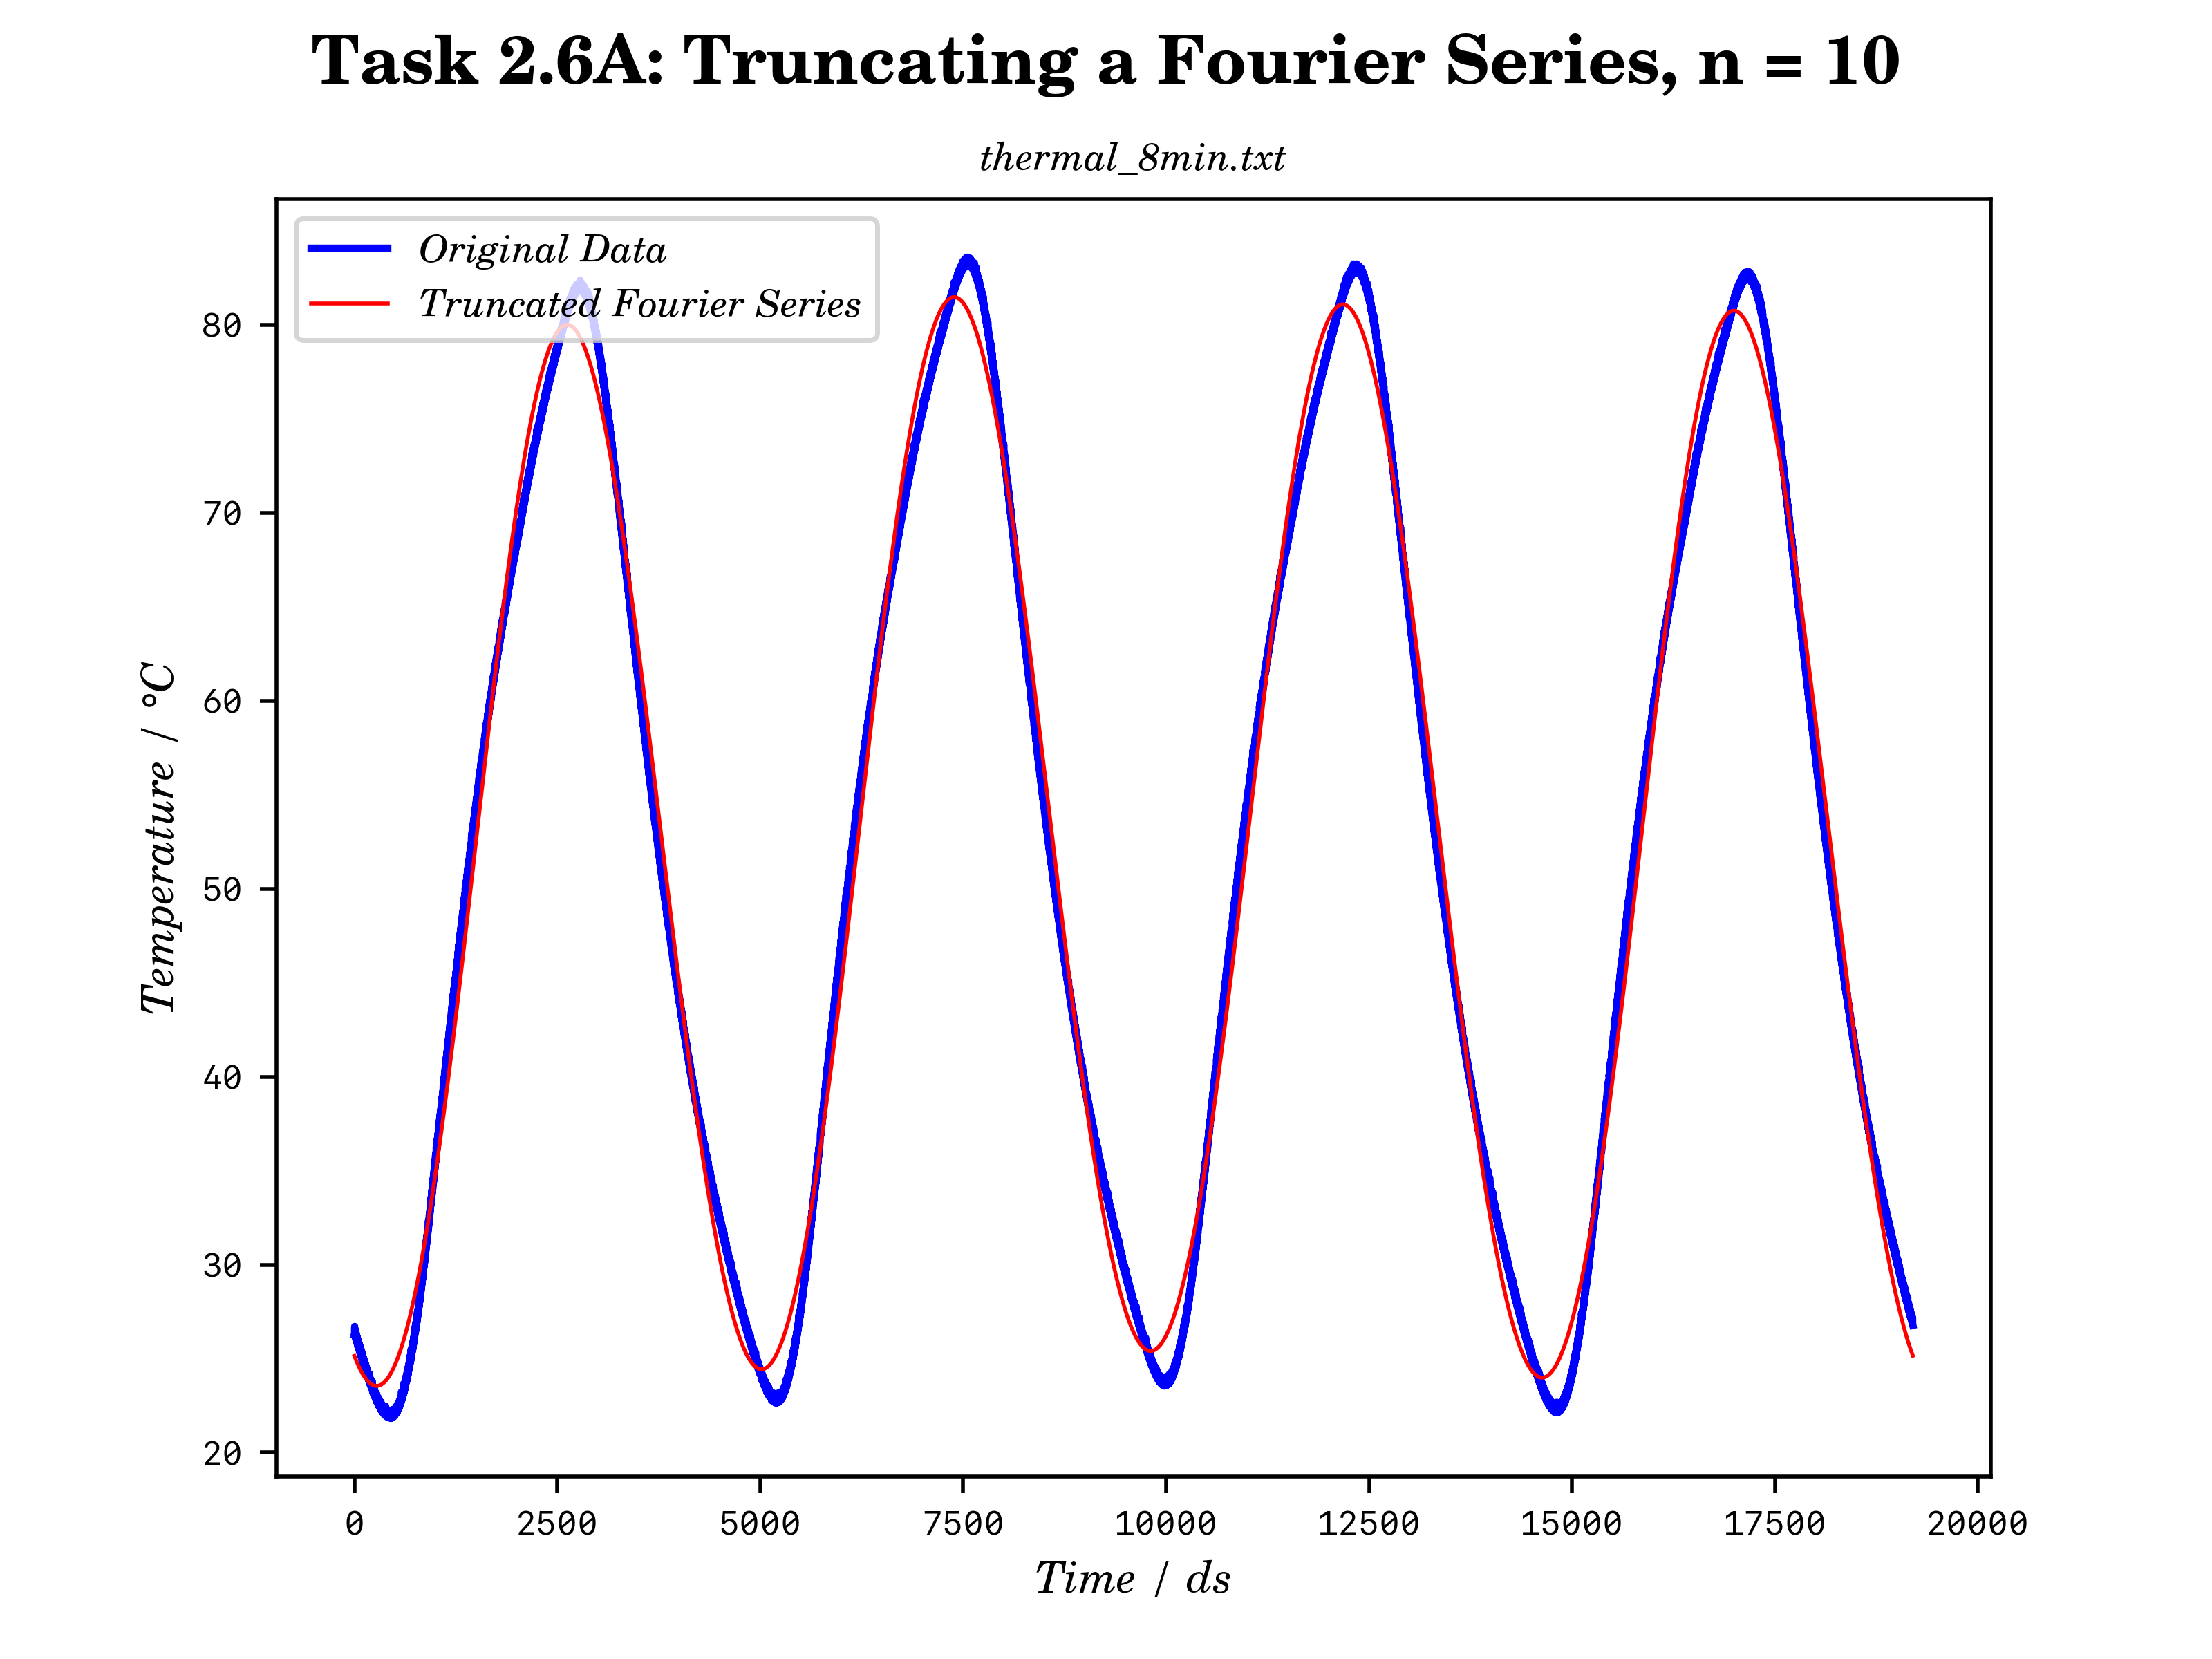 Task 2.6A: Truncating a Fourier Series, n = 10
thermal_8min.txt
Original Data
Truncated Fourier Series
Temperature / °C
80
70
60
50
40
30
20
0 2500 5000 7500 10000 12500 15000 17500 20000
Time / ds